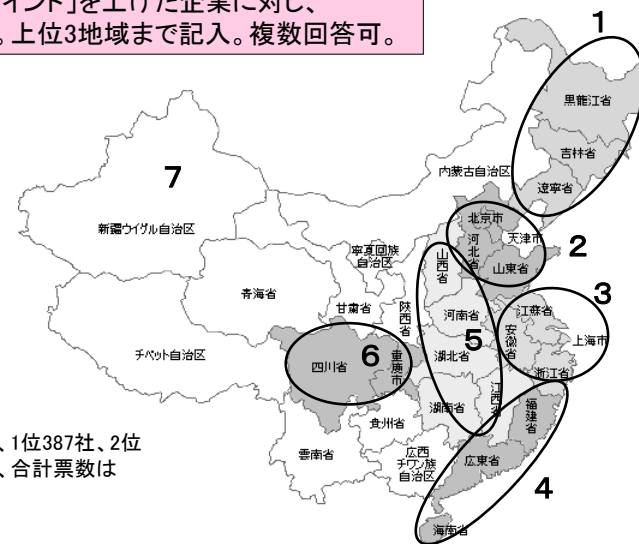 インド」を上げた企業に対し、
。上位3地域まで記入。複数回答可。
1
黒龍江省
吉林省
遼寧省
内蒙古自治区
7
新疆ウイグル自治区
北京市
天津市
河北省
山東省
2
寧夏回族
自治区
山西省
青海省
甘粛省
陝西省
河南省
江蘇省
3
安徽省
上海市
5
チベット自治区
四川省
6
重慶市
湖北省
浙江省
湖南省
江西省
福建省
貴州省
雲南省
広西
チワン族
自治区
広東省
4
海南省
、1位387社、2位
、合計票数は